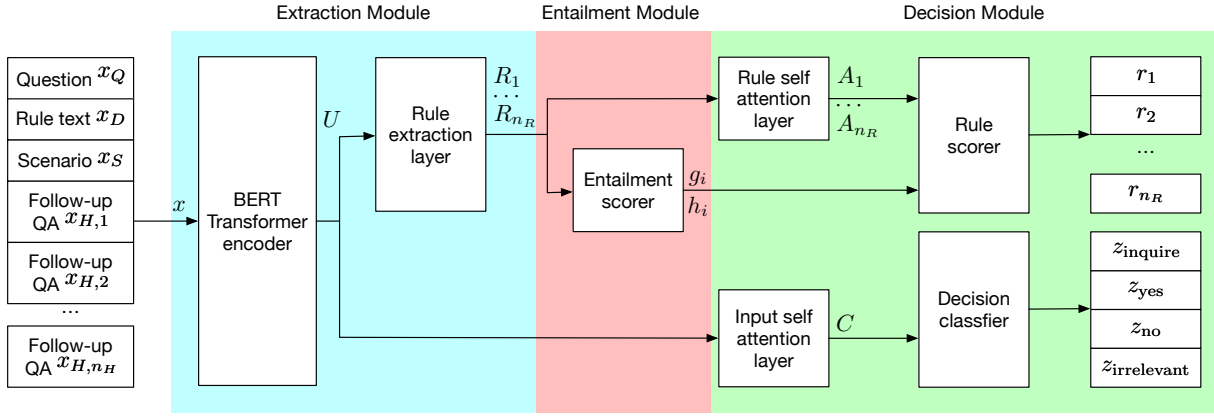 Extraction Module
Entailment Module
Decision Module
Question x_Q
Rule text x_D
Scenario x_S
Follow-up
QA x_{H,1}
Follow-up
QA x_{H,2}
...
Follow-up
QA x_{H,n_H}
x
BERT
Transformer
encoder
U
Rule
extraction
layer
R_1
...
R_{n_R}
Entailment
scorer
g_i
h_i
Rule self
attention
layer
A_1
...
A_{n_R}
Input self
attention
layer
C
Rule
scorer
Decision
classfier
r_1
r_2
...
r_{n_R}
z_inquire
z_yes
z_no
z_irrelevant